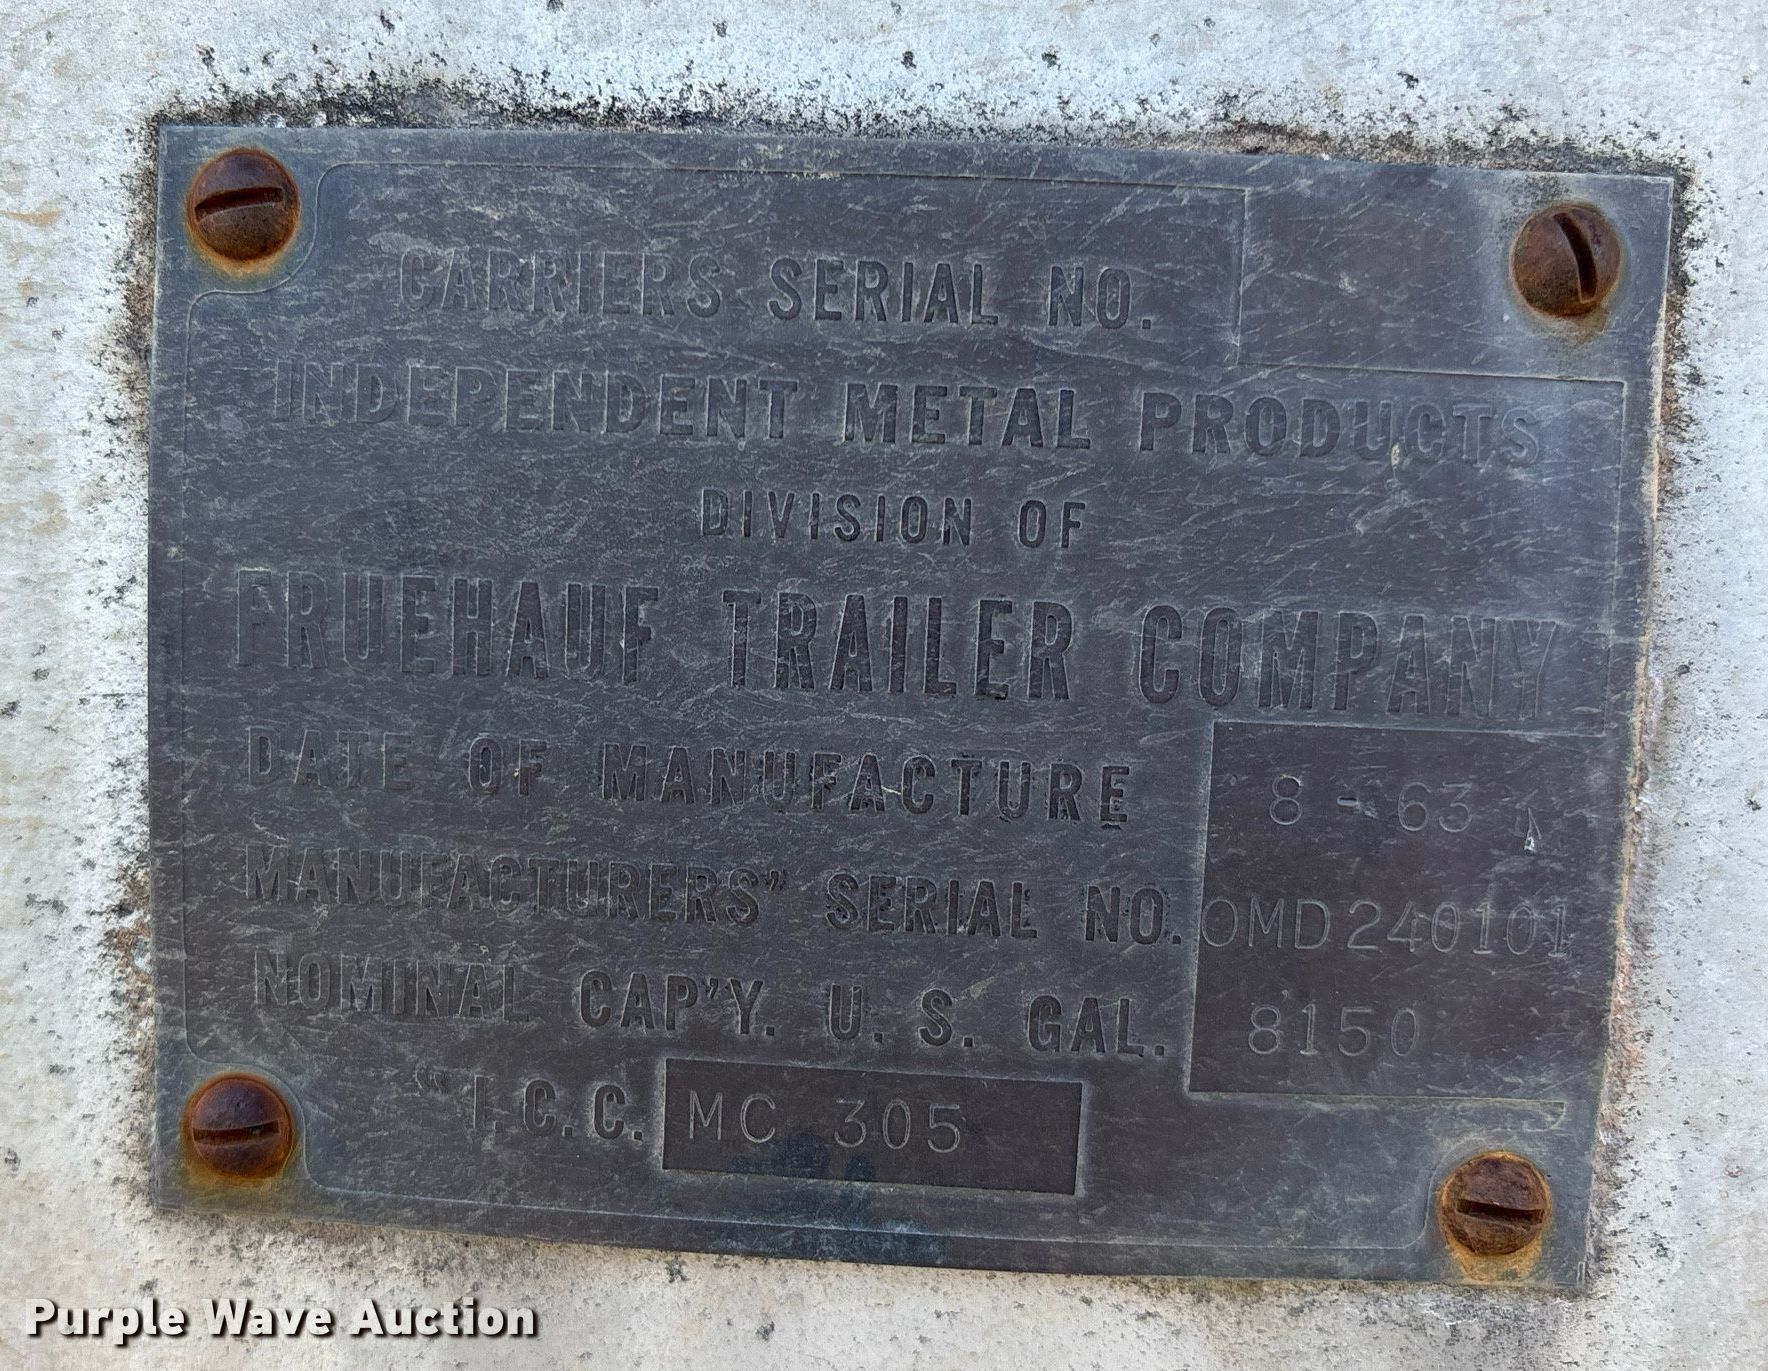 CARRIERS SERIAL NO.
INDEPENDENT METAL PRODUCTS
DIVISION OF
FRUEHAUF TRAILER COMPANY
DATE OF MANUFACTURE 8 - 63
MANUFACTURERS' SERIAL NO. OMD240101
NOMINAL CAP'Y. U. S. GAL. 8150
"I.C.C. MC 305
Purple Wave Auction